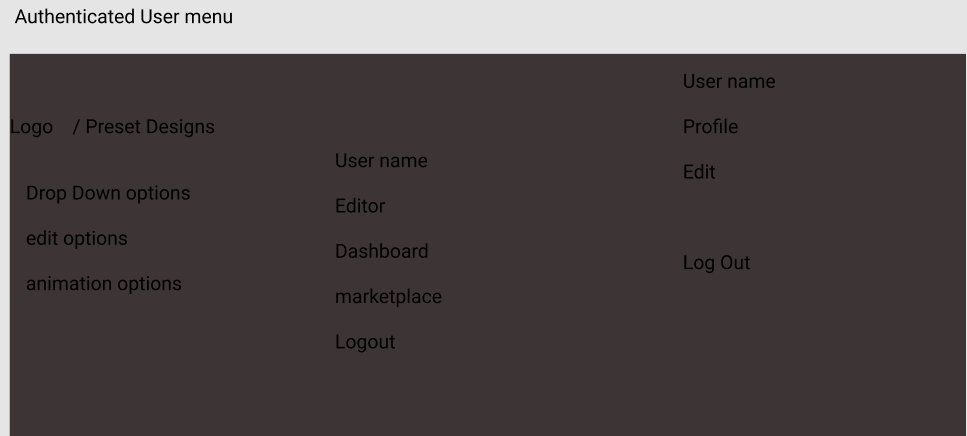 Authenticated User menu
Logo / Preset Designs
Drop Down options
edit options
animation options
User name
Editor
Dashboard
marketplace
Logout
User name
Profile
Edit
Log Out